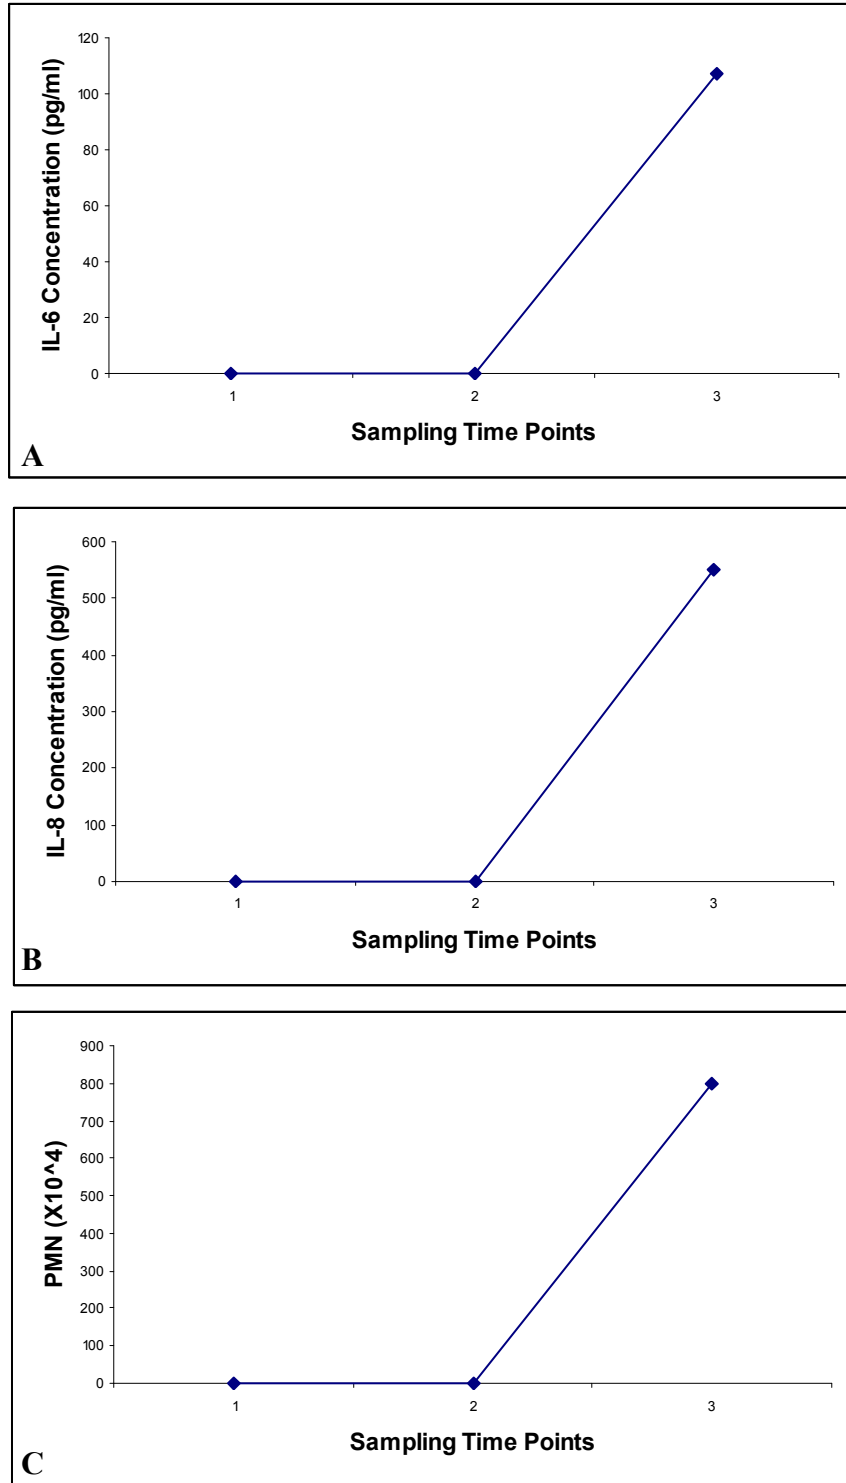 120
100
80
60
40
20
0
IL-6 Concentration (pg/ml)
1 2 3
Sampling Time Points
A
600
500
400
300
200
100
0
IL-8 Concentration (pg/ml)
1 2 3
Sampling Time Points
B
900
800
700
600
500
400
300
200
100
0
PMN (X10^4)
1 2 3
Sampling Time Points
C